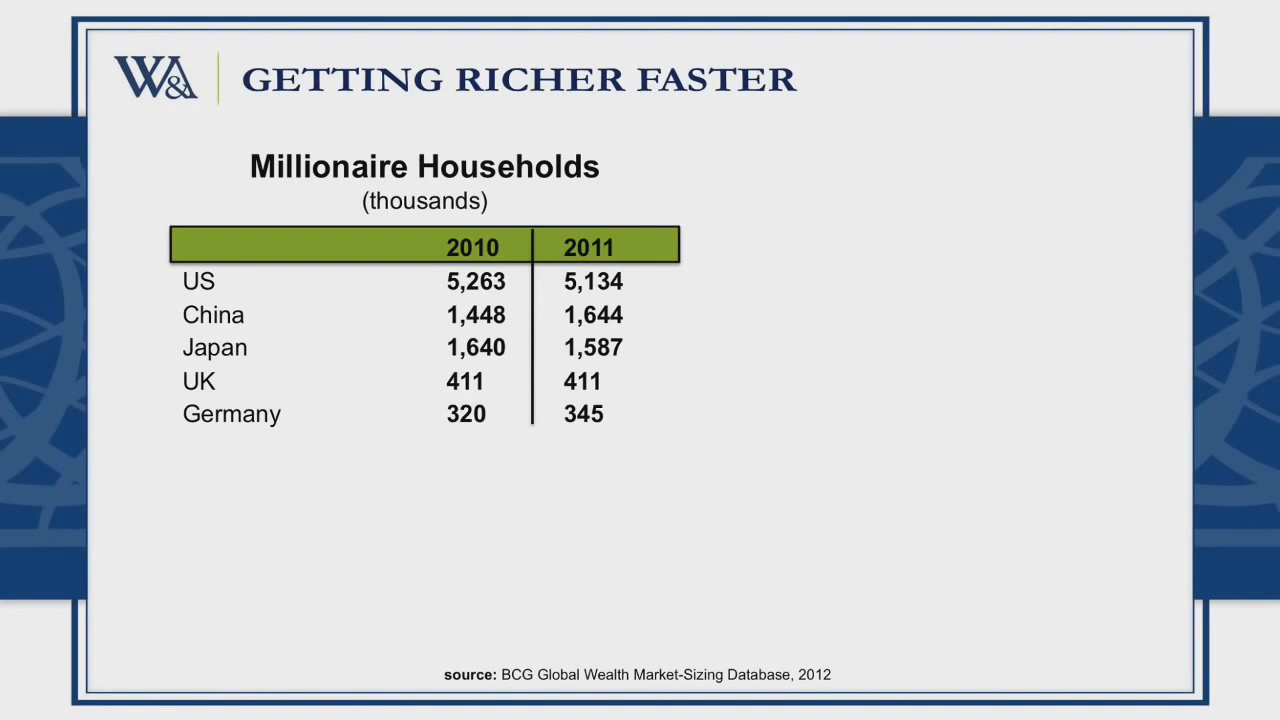 W&A GETTING RICHER FASTER
Millionaire Households
(thousands)
2010 2011
US 5,263 5,134
China 1,448 1,644
Japan 1,640 1,587
UK 411 411
Germany 320 345
source: BCG Global Wealth Market-Sizing Database, 2012